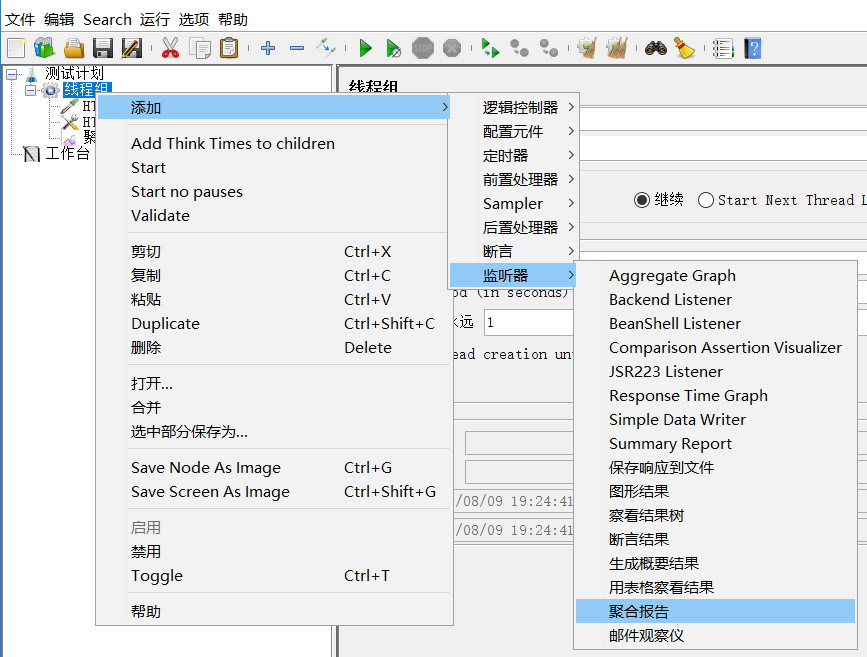 文件 编辑 Search 运行 选项 帮助
测试计划
线程组
HT
HT
聚
工作台
线程组
添加
Add Think Times to children
Start
Start no pauses
Validate
剪切 Ctrl+X
复制 Ctrl+C
粘贴 Ctrl+V
Duplicate Ctrl+Shift+C
删除 Delete
打开...
合并
选中部分保存为...
Save Node As Image Ctrl+G
Save Screen As Image Ctrl+Shift+G
启用
禁用
Toggle Ctrl+T
帮助
逻辑控制器
配置元件
定时器
前置处理器
Sampler
后置处理器
断言
监听器
继续 Start Next Thread L
od (in seconds)
永远 1
ead creation un
/08/09 19:24:41
/08/09 19:24:41
Aggregate Graph
Backend Listener
BeanShell Listener
Comparison Assertion Visualizer
JSR223 Listener
Response Time Graph
Simple Data Writer
Summary Report
保存响应到文件
图形结果
察看结果树
断言结果
生成概要结果
用表格察看结果
聚合报告
邮件观察仪